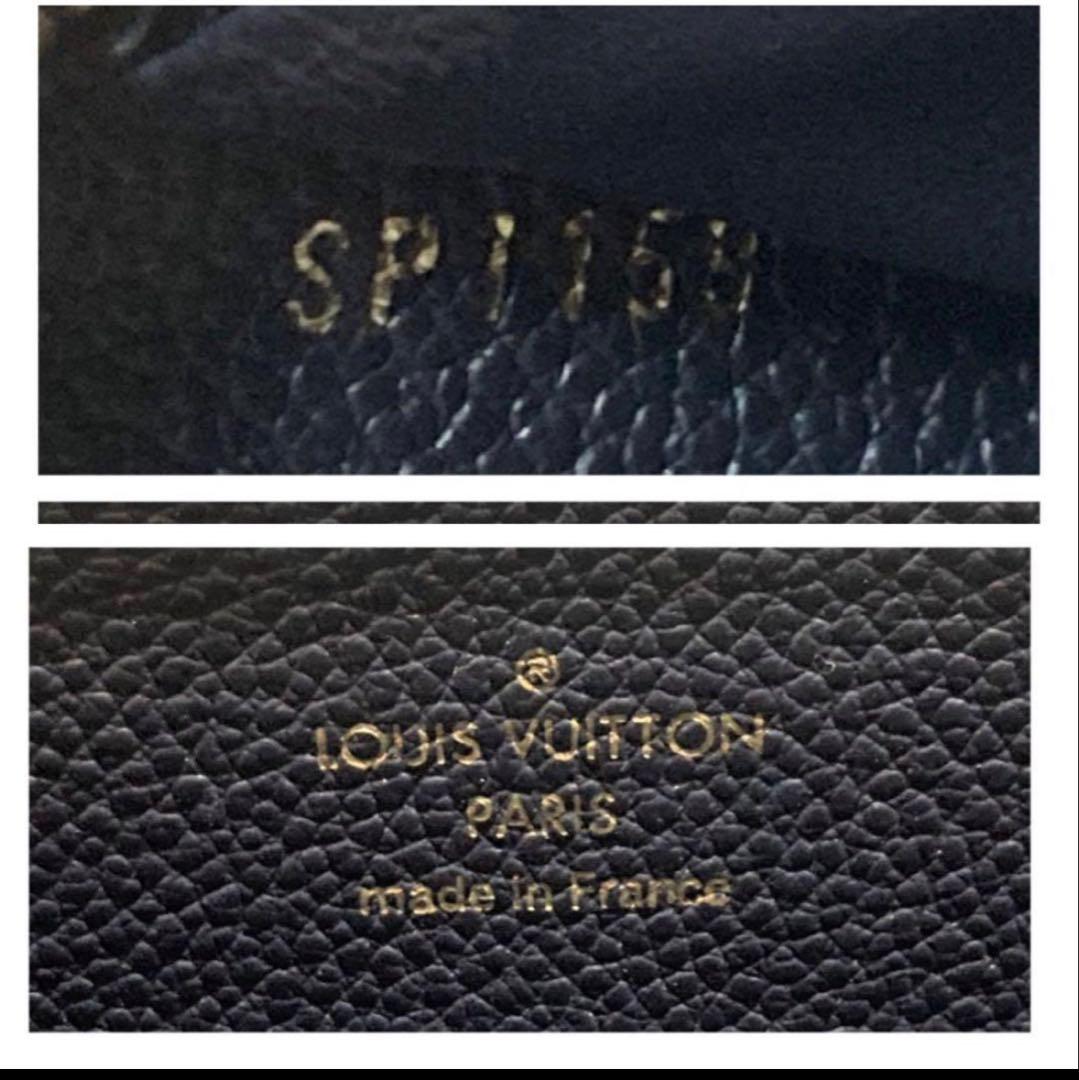 SP1159
®
LOUIS VUITTON
PARIS
made in France